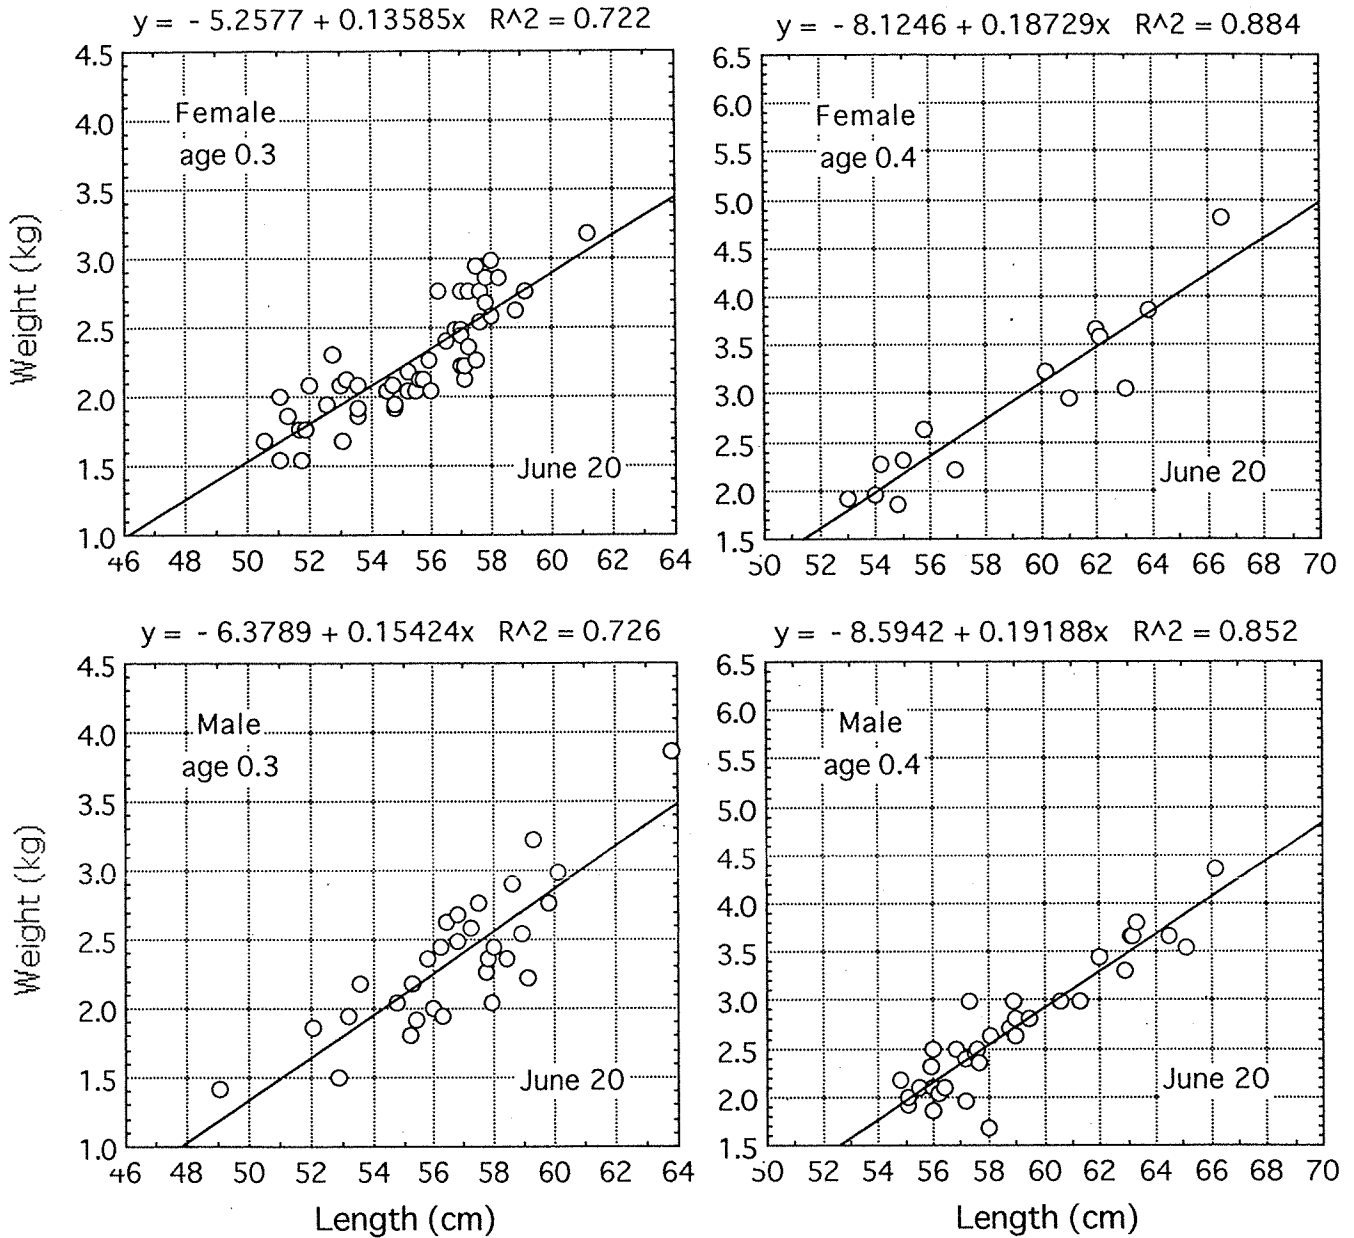 y = - 5.2577 + 0.13585x R^2 = 0.722
4.5
4.0
3.5
3.0
2.5
2.0
1.5
1.0
Weight (kg)
Female
age 0.3
June 20
46 48 50 52 54 56 58 60 62 64
y = - 8.1246 + 0.18729x R^2 = 0.884
6.5
6.0
5.5
5.0
4.5
4.0
3.5
3.0
2.5
2.0
1.5
Female
age 0.4
June 20
50 52 54 56 58 60 62 64 66 68 70
y = - 6.3789 + 0.15424x R^2 = 0.726
4.5
4.0
3.5
3.0
2.5
2.0
1.5
1.0
Weight (kg)
Male
age 0.3
June 20
46 48 50 52 54 56 58 60 62 64
Length (cm)
y = - 8.5942 + 0.19188x R^2 = 0.852
6.5
6.0
5.5
5.0
4.5
4.0
3.5
3.0
2.5
2.0
1.5
Male
age 0.4
June 20
50 52 54 56 58 60 62 64 66 68 70
Length (cm)